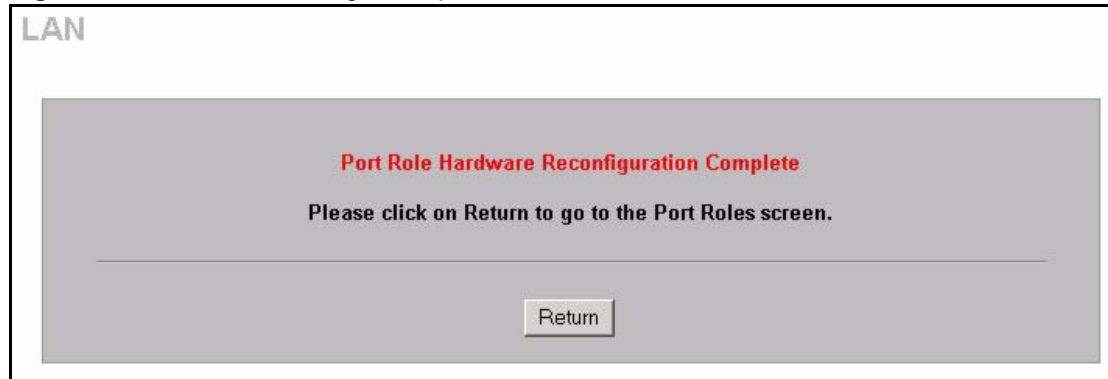 LAN
Port Role Hardware Reconfiguration Complete
Please click on Return to go to the Port Roles screen.
Return